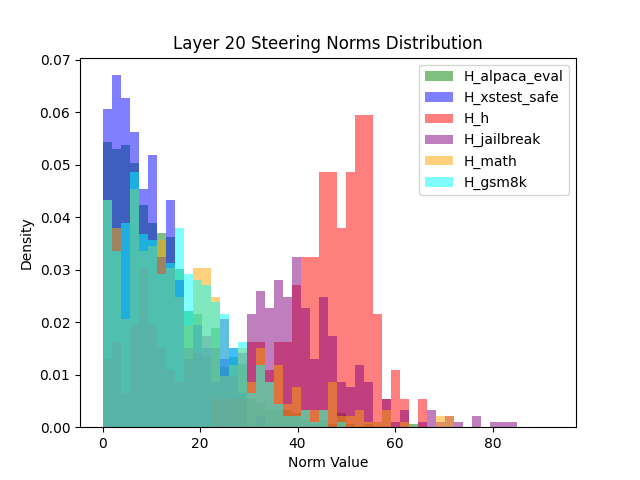 Layer 20 Steering Norms Distribution
H_alpaca_eval
H_xstest_safe
H_h
H_jailbreak
H_math
H_gsm8k
Density
0.07
0.06
0.05
0.04
0.03
0.02
0.01
0.00
0
20
40
60
80
Norm Value